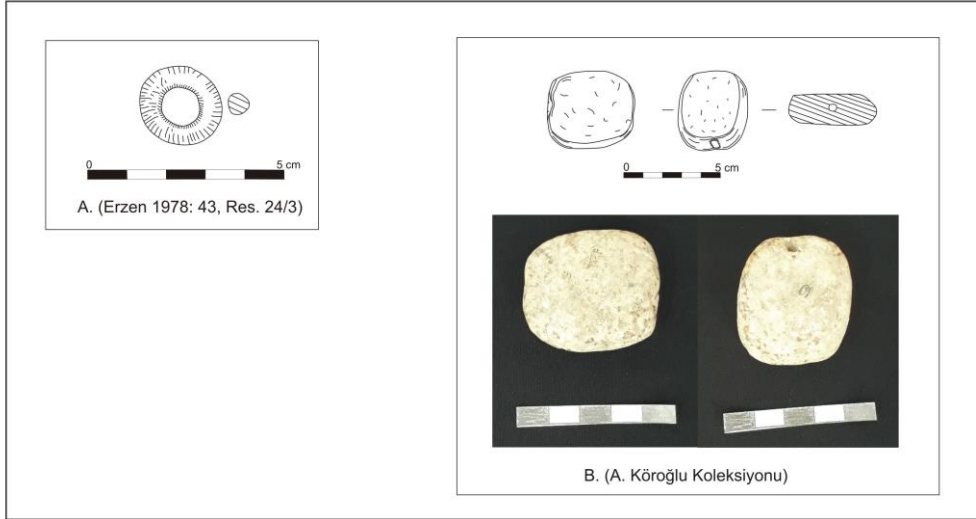 0 5 cm
A. (Erzen 1978: 43, Res. 24/3)
0 5 cm
B. (A. Köroğlu Koleksiyonu)